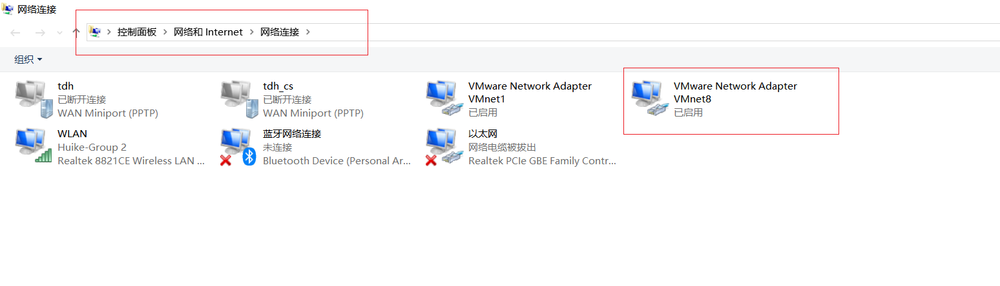 网络连接
控制面板 > 网络和 Internet > 网络连接 >
组织
tdh
已断开连接
WAN Miniport (PPTP)
tdh_cs
已断开连接
WAN Miniport (PPTP)
VMware Network Adapter
VMnet1
已启用
VMware Network Adapter
VMnet8
已启用
WLAN
Huike-Group 2
Realtek 8821CE Wireless LAN ...
蓝牙网络连接
未连接
Bluetooth Device (Personal Ar...
以太网
网络电缆被拔出
Realtek PCIe GBE Family Contr...